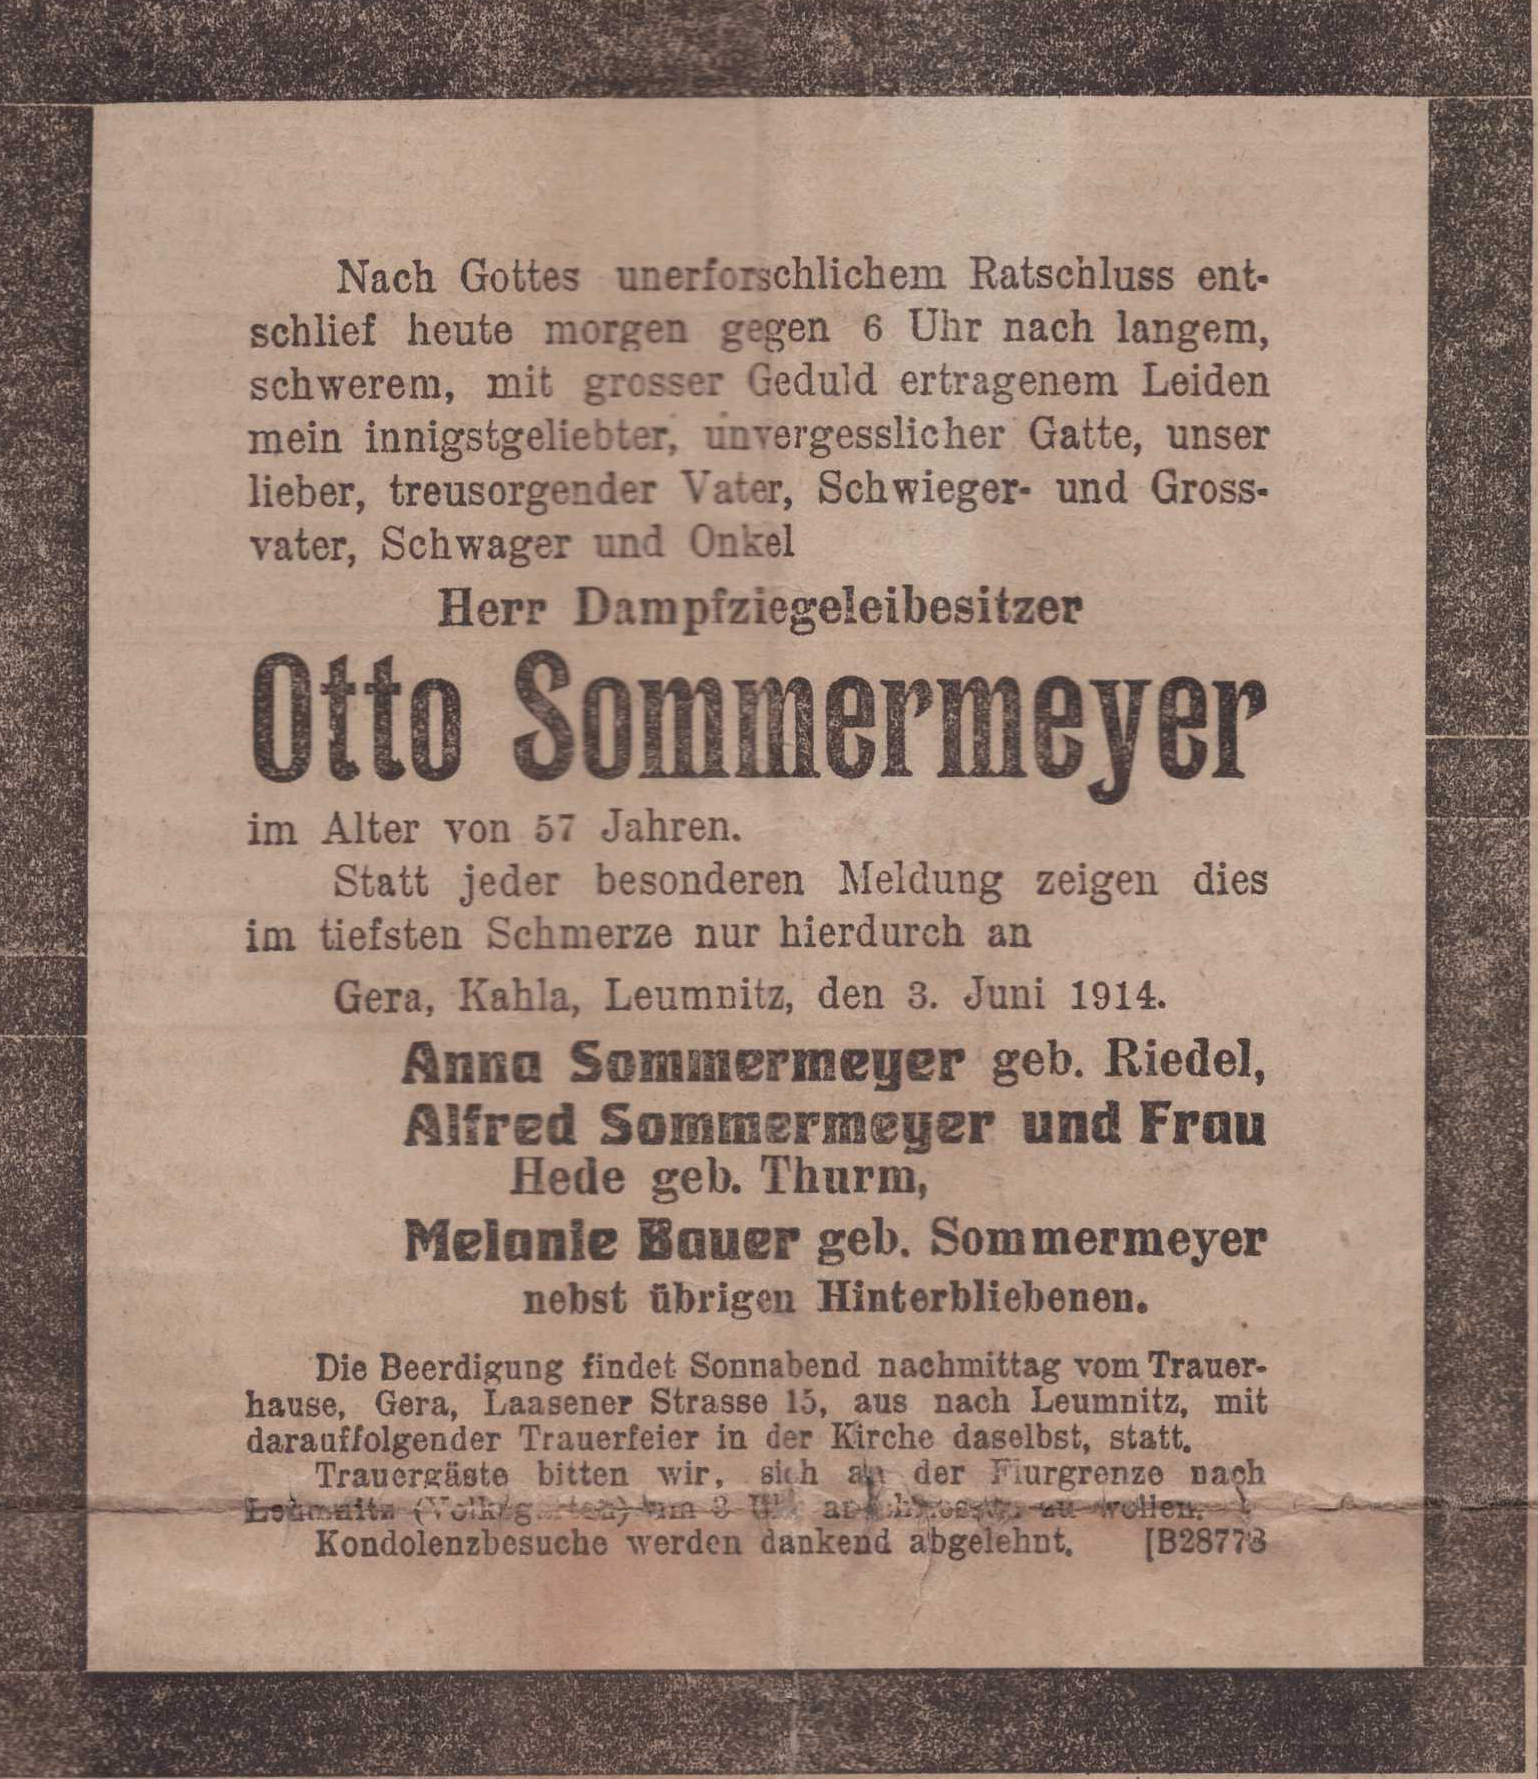 Nach Gottes unerforschlichem Ratschluss ent-
schlief heute morgen gegen 6 Uhr nach langem,
schwerem, mit grosser Geduld ertragenem Leiden
mein innigstgeliebter, unvergesslicher Gatte, unser
lieber, treusorgender Vater, Schwieger- und Gross-
vater, Schwager und Onkel
Herr Dampfziegeleibesitzer
Otto Sommermeyer
im Alter von 57 Jahren.
Statt jeder besonderen Meldung zeigen dies
im tiefsten Schmerze nur hierdurch an
Gera, Kahla, Leumnitz, den 3. Juni 1914.
Anna Sommermeyer geb. Riedel,
Alfred Sommermeyer und Frau
Hede geb. Thurm,
Melanie Bauer geb. Sommermeyer
nebst übrigen Hinterbliebenen.
Die Beerdigung findet Sonnabend nachmittag vom Trauer-
hause, Gera, Laasener Strasse 15, aus nach Leumnitz, mit
darauffolgender Trauerfeier in der Kirche daselbst, statt.
Trauergäste bitten wir, sich an der Flurgrenze nach
zu wollen.
Kondolenzbesuche werden dankend abgelehnt. [B28773